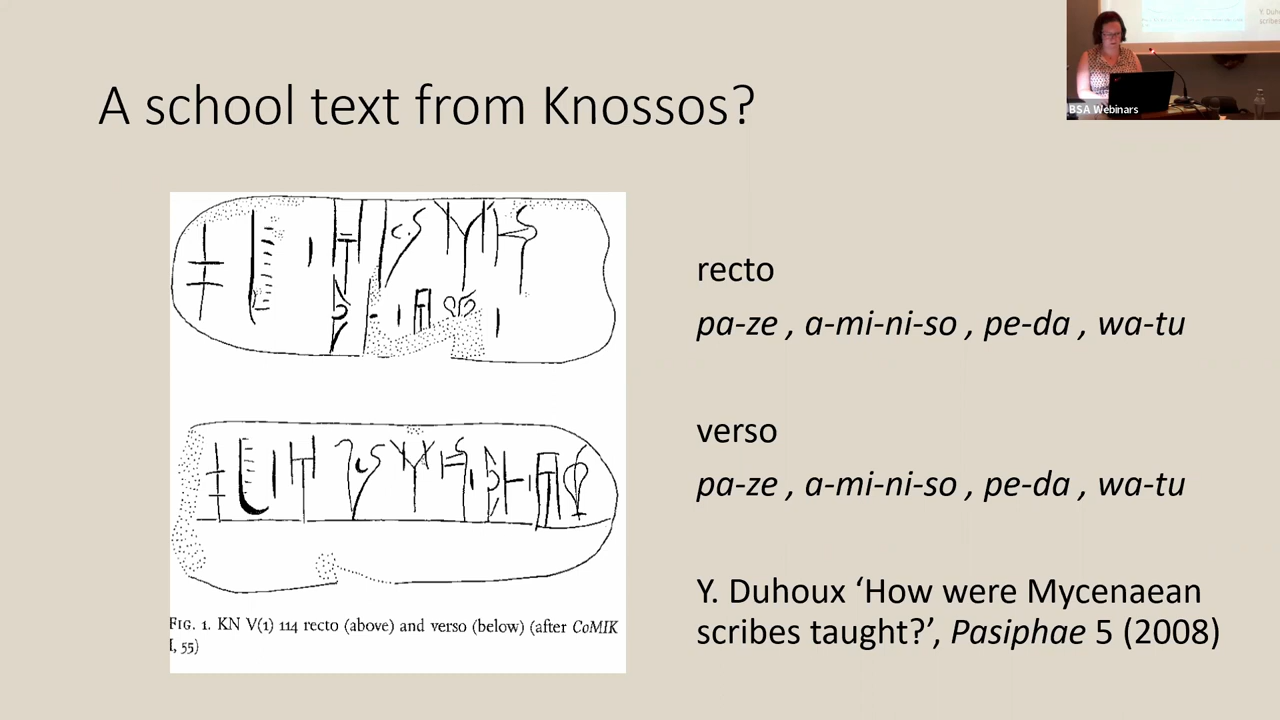 A school text from Knossos?
BSA Webinars
recto
pa-ze , a-mi-ni-so , pe-da , wa-tu
verso
pa-ze , a-mi-ni-so , pe-da , wa-tu
Y. Duhoux ‘How were Mycenaean
scribes taught?’, Pasiphae 5 (2008)
FIG. 1. KN V(1) 114 recto (above) and verso (below) (after CoMIK
I, 55)